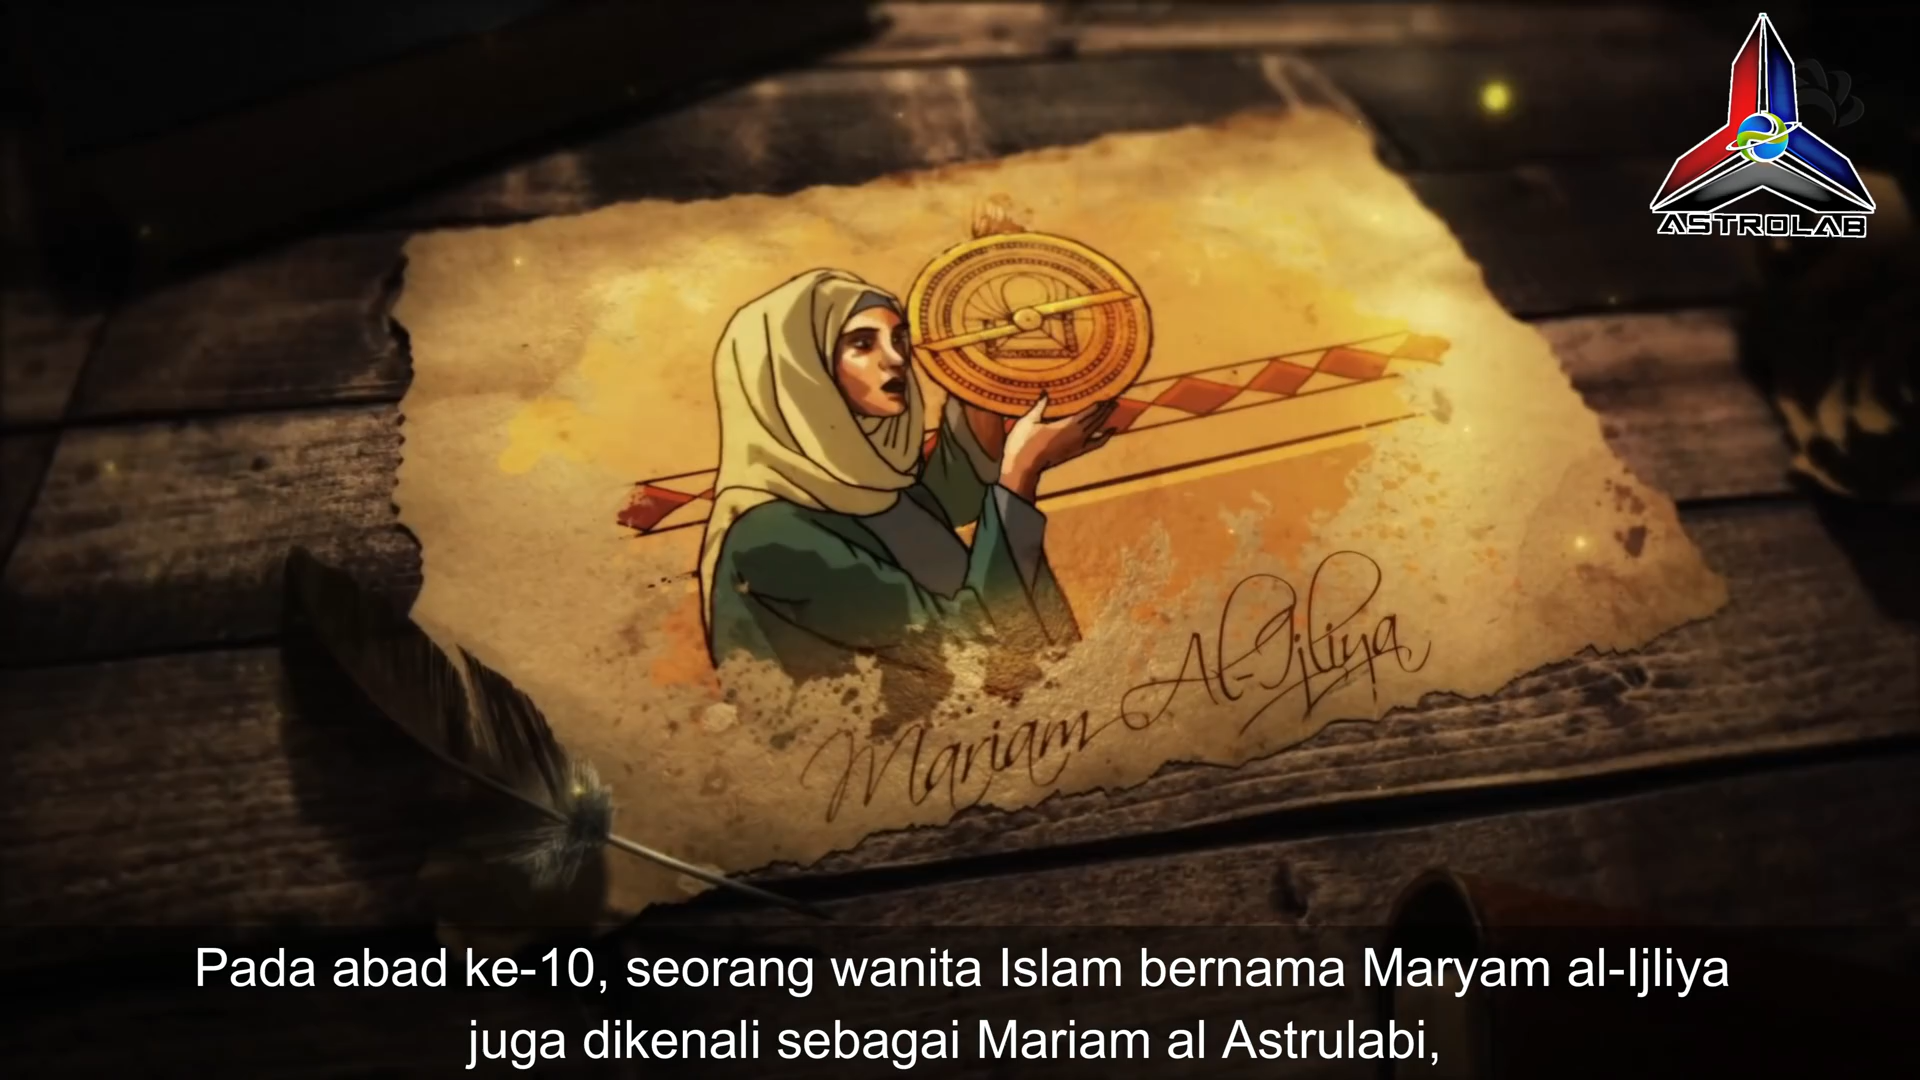 ASTROLAB
Mariam Al-Ijliya
Pada abad ke-10, seorang wanita Islam bernama Maryam al-Ijliya
juga dikenali sebagai Mariam al Astrulabi,